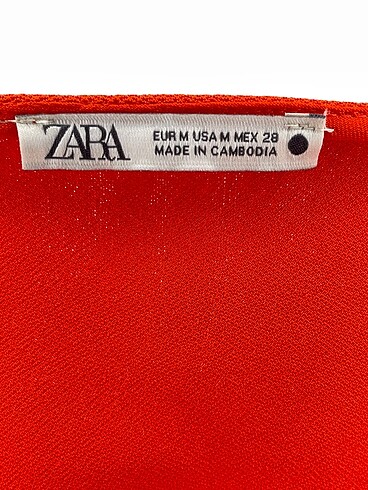 ZARA
EUR M USA M MEX 28
MADE IN CAMBODIA